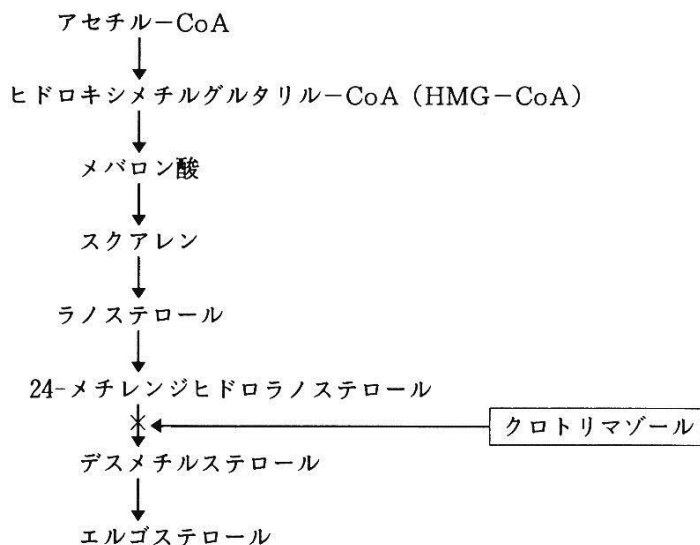 アセチル－CoA
ヒドロキシメチルグルタリル－CoA（HMG－CoA）
メバロン酸
スクアレン
ラノステロール
24-メチレンジヒドロラノステロール
クロトリマゾール
デスメチルステロール
エルゴステロール